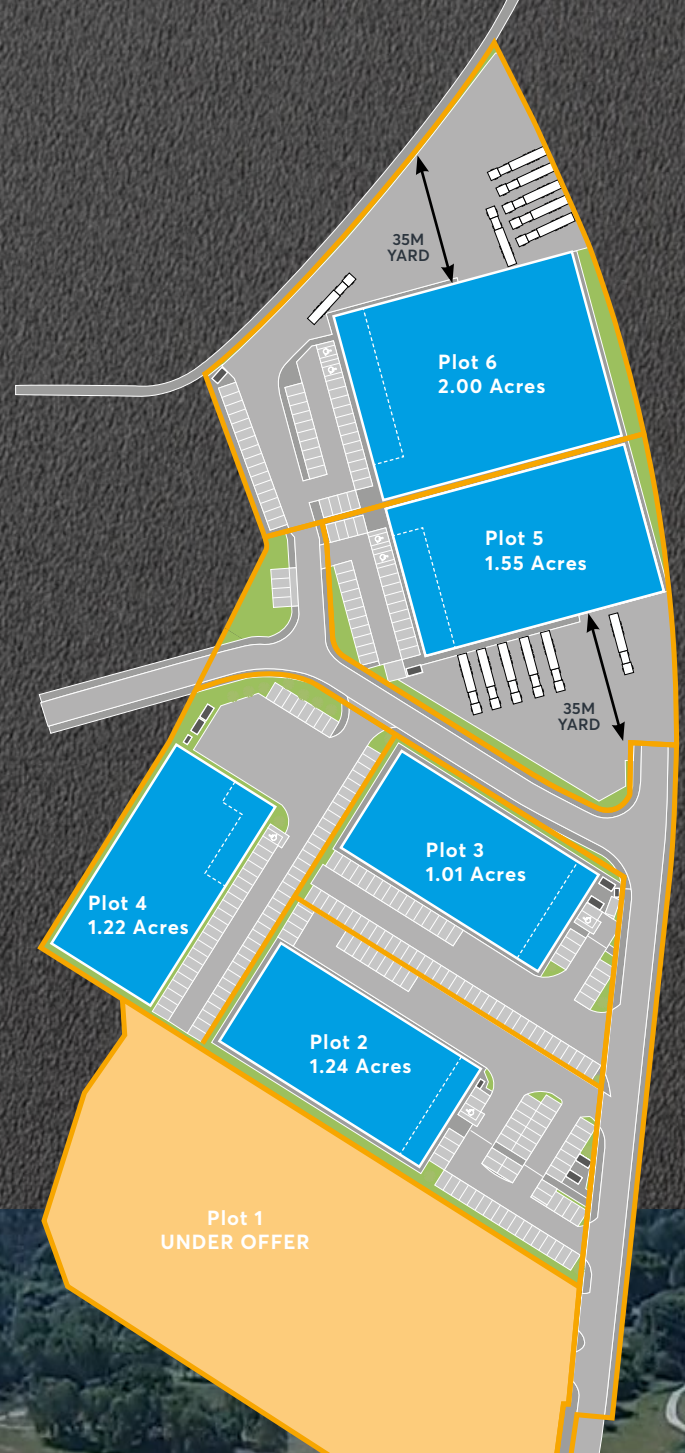 35M
YARD
Plot 6
2.00 Acres
Plot 5
1.55 Acres
35M
YARD
Plot 3
1.01 Acres
Plot 4
1.22 Acres
Plot 2
1.24 Acres
Plot 1
UNDER OFFER